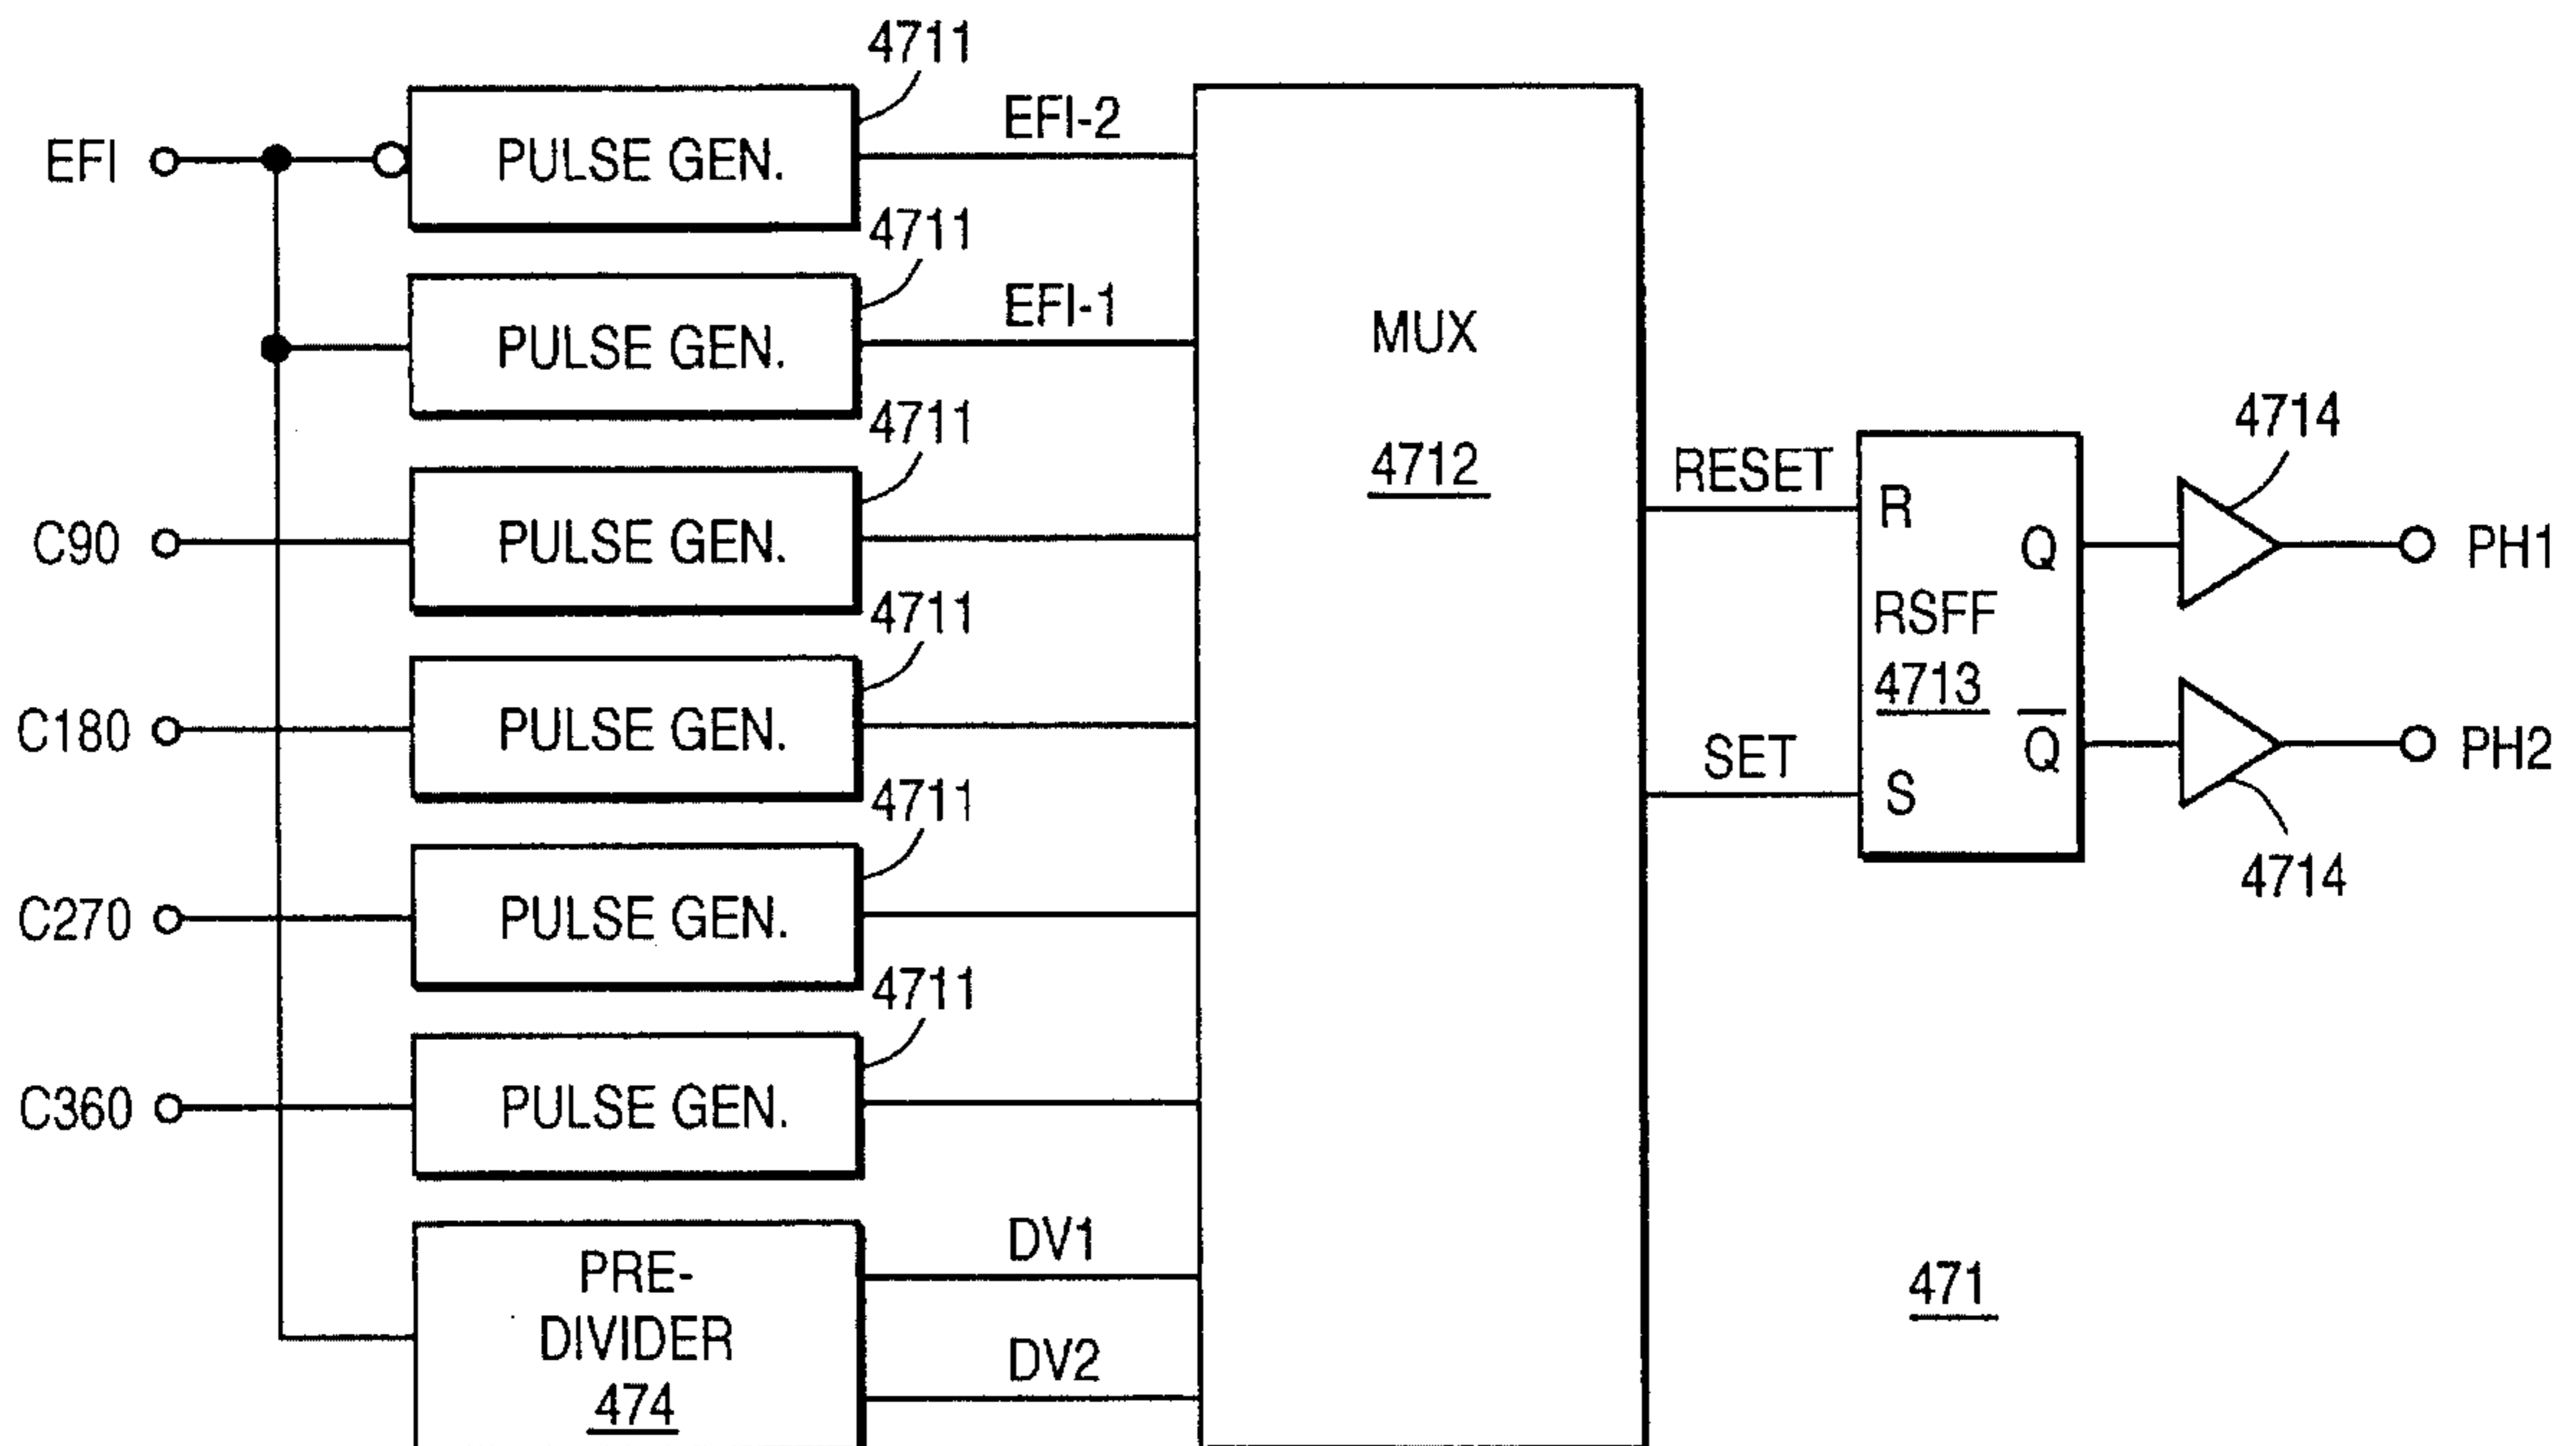 4711
EFI
PULSE GEN.
EFI-2
4711
PULSE GEN.
EFI-1
MUX
4712
4711
C90
PULSE GEN.
4711
C180
PULSE GEN.
4711
C270
PULSE GEN.
4711
C360
PULSE GEN.
PRE-
DIVIDER
474
DV1
DV2
RESET
SET
R
Q
RSFF
4713
Q̅
S
4714
PH1
PH2
4714
471